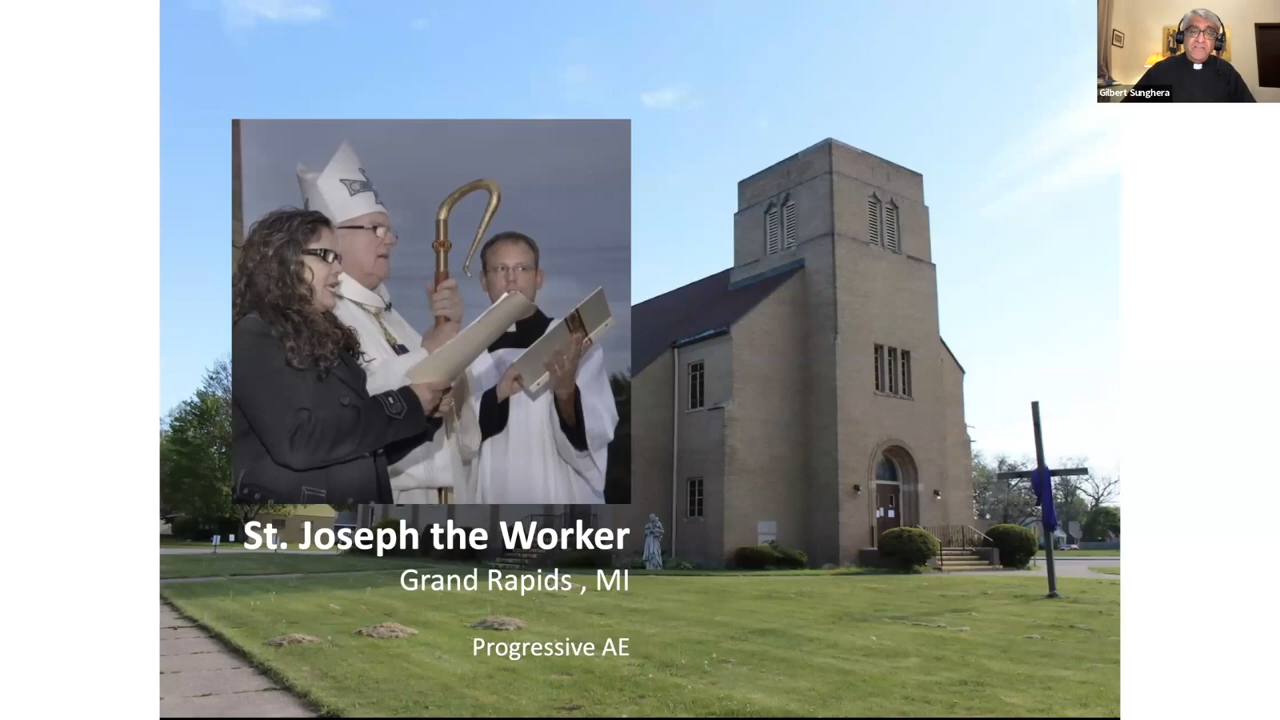 Gilbert Sunghera
St. Joseph the Worker
Grand Rapids , MI
Progressive AE